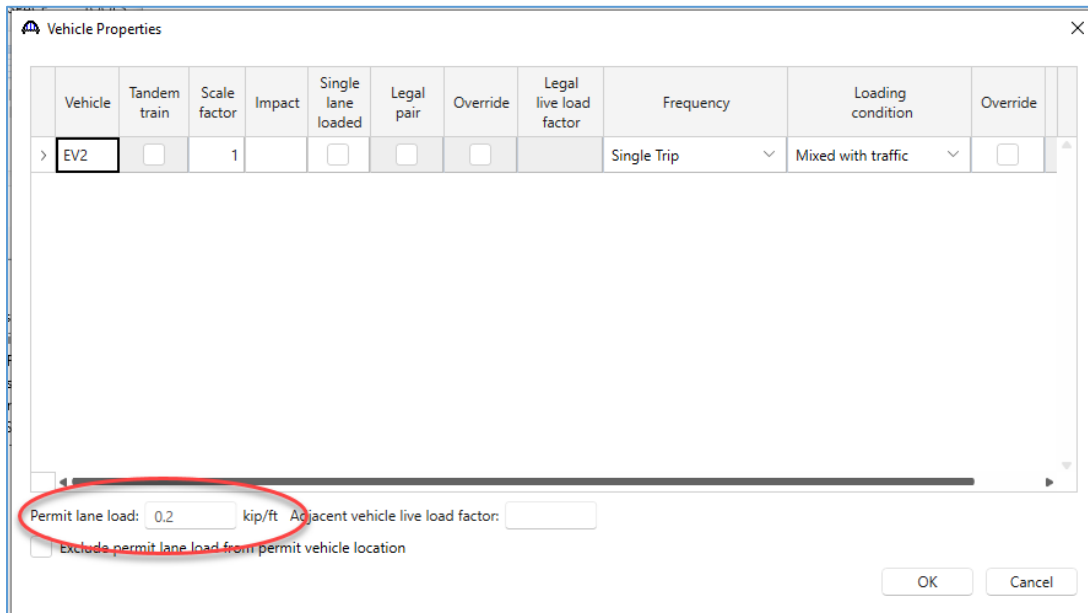 Vehicle Properties
Vehicle
Tandem train
Scale factor
Impact
Single lane loaded
Legal pair
Override
Legal live load factor
Frequency
Loading condition
Override
EV2
1
Single Trip
Mixed with traffic
Permit lane load: 0.2 kip/ft Adjacent vehicle live load factor:
Exclude permit lane load from permit vehicle location
OK
Cancel